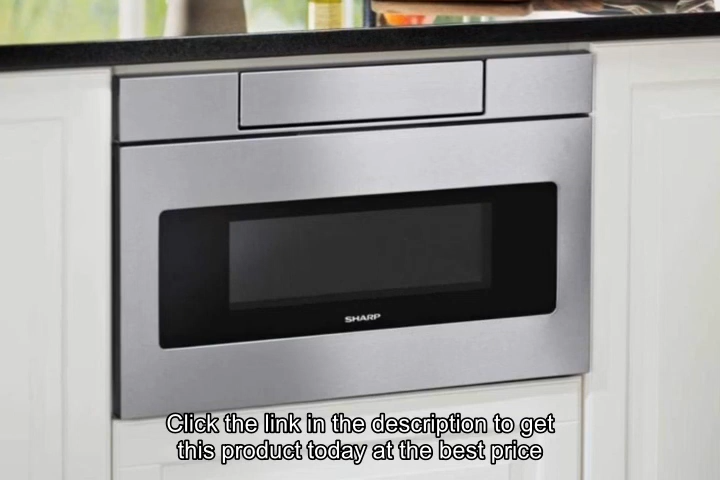 SHARP
Click the link in the description to get
this product today at the best price